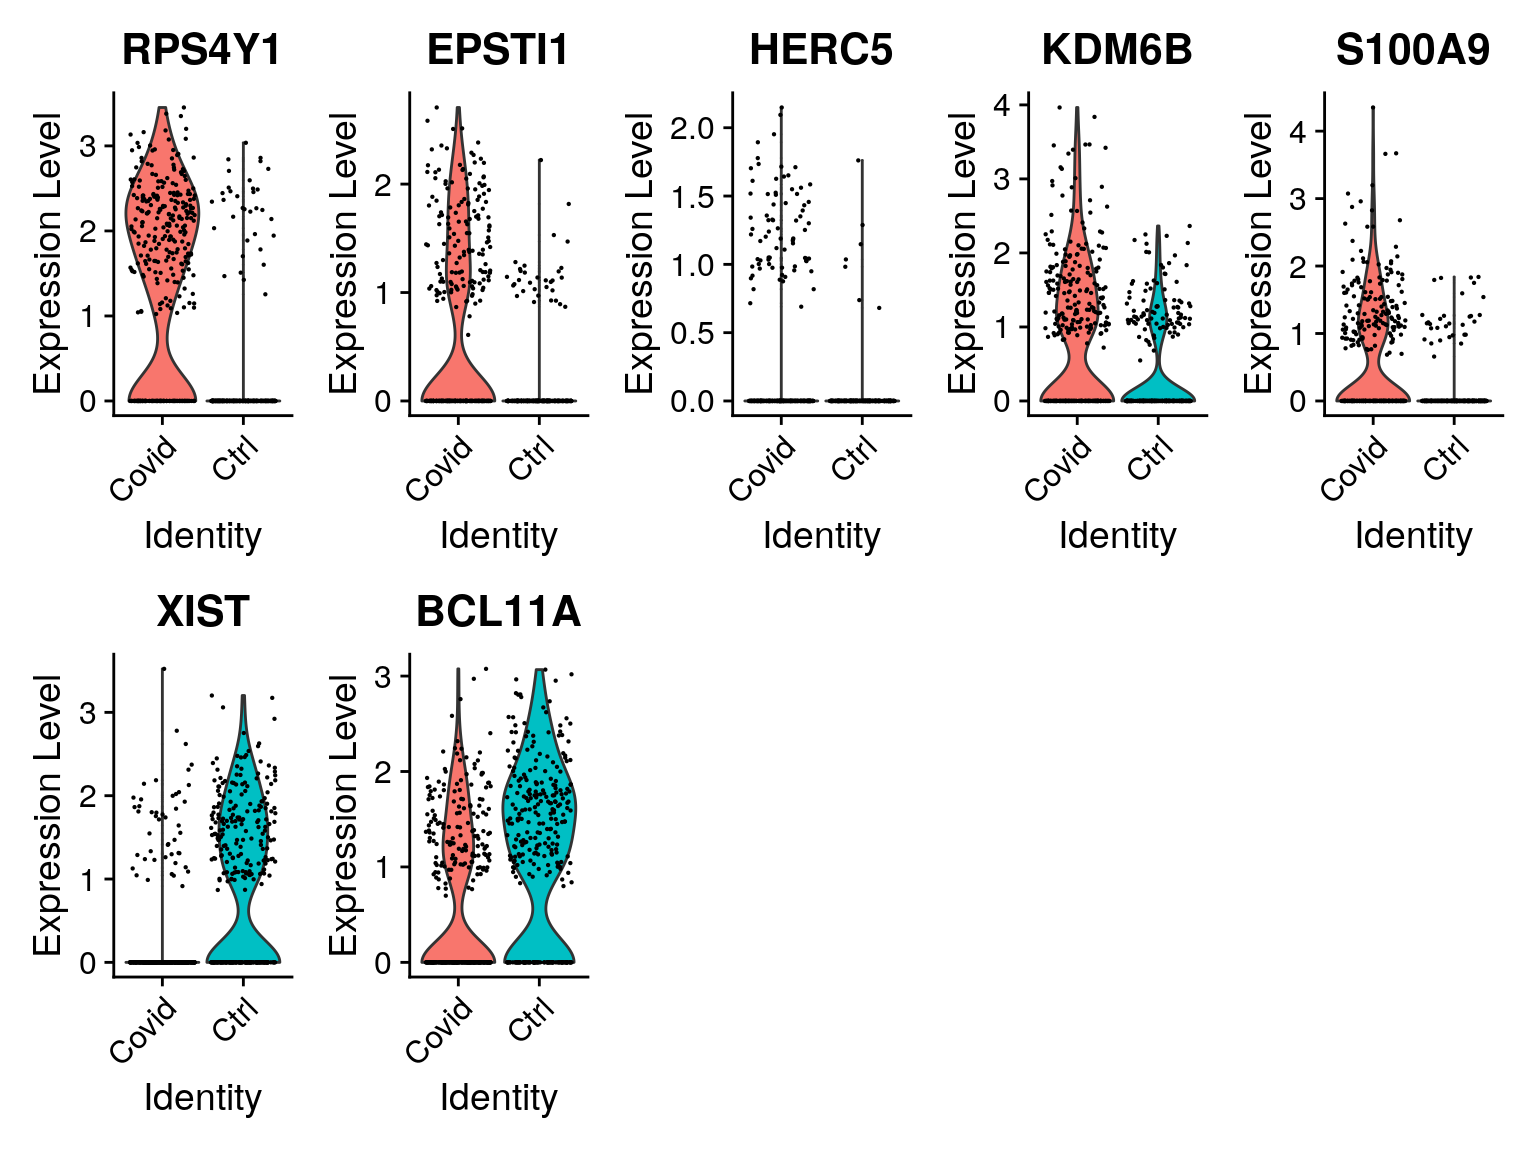 RPS4Y1 EPSTI1 HERC5 KDM6B S100A9
Expression Level
3
2
1
0
Covid Ctrl
Identity
Expression Level
2
1
0
Covid Ctrl
Identity
Expression Level
2.0
1.5
1.0
0.5
0.0
Covid Ctrl
Identity
Expression Level
4
3
2
1
0
Covid Ctrl
Identity
Expression Level
4
3
2
1
0
Covid Ctrl
Identity
XIST BCL11A
Expression Level
3
2
1
0
Covid Ctrl
Identity
Expression Level
3
2
1
0
Covid Ctrl
Identity